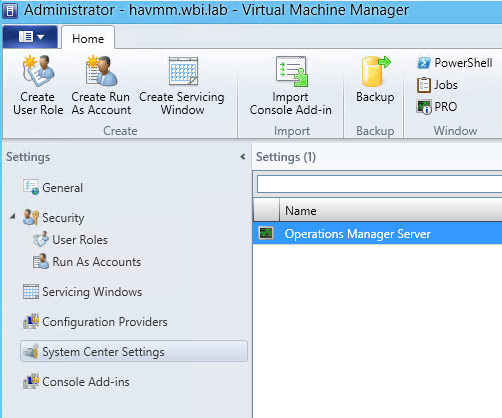 Administrator - havmm.wbi.lab - Virtual Machine Manager
Home
Create
User Role
Create Run
As Account
Create Servicing
Window
Import
Console Add-in
Backup
PowerShell
Jobs
PRO
Create
Import
Backup
Window
Settings
Settings (1)
General
Security
User Roles
Run As Accounts
Servicing Windows
Configuration Providers
System Center Settings
Console Add-ins
Name
Operations Manager Server